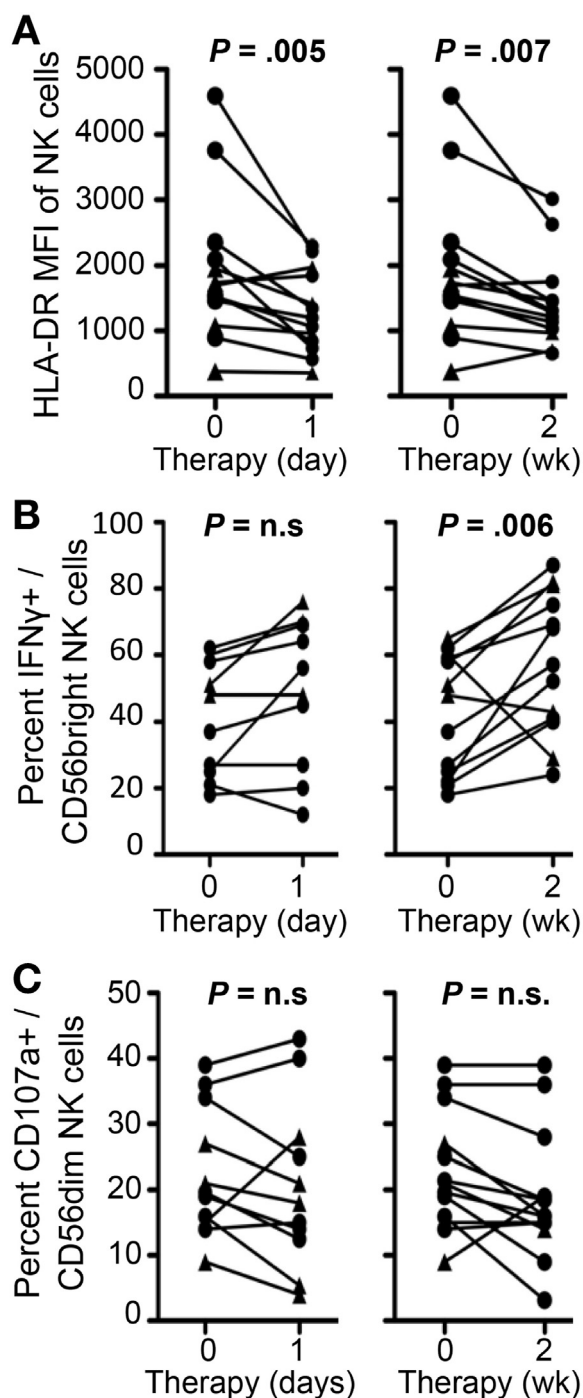 A
P = .005
P = .007
HLA-DR MFI of NK cells
5000
4000
3000
2000
1000
0
0 1
Therapy (day)
0 2
Therapy (wk)
B
P = n.s
P = .006
Percent IFNγ+ /
CD56bright NK cells
100
80
60
40
20
0
0 1
Therapy (day)
0 2
Therapy (wk)
C
P = n.s
P = n.s.
Percent CD107a+ /
CD56dim NK cells
50
40
30
20
10
0
0 1
Therapy (days)
0 2
Therapy (wk)